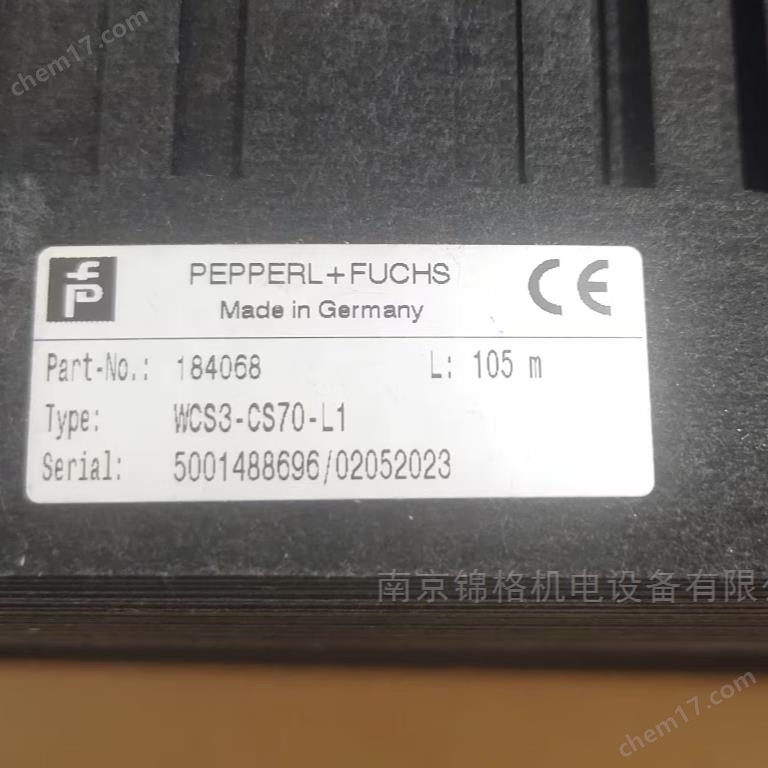 chem17.com
PEPPERL+FUCHS
Made in Germany
CE
Part-No.: 184068 L: 105 m
Type: WCS3-CS70-L1
Serial: 5001488696/02052023
南京锦格机电设备有限
chem17.com